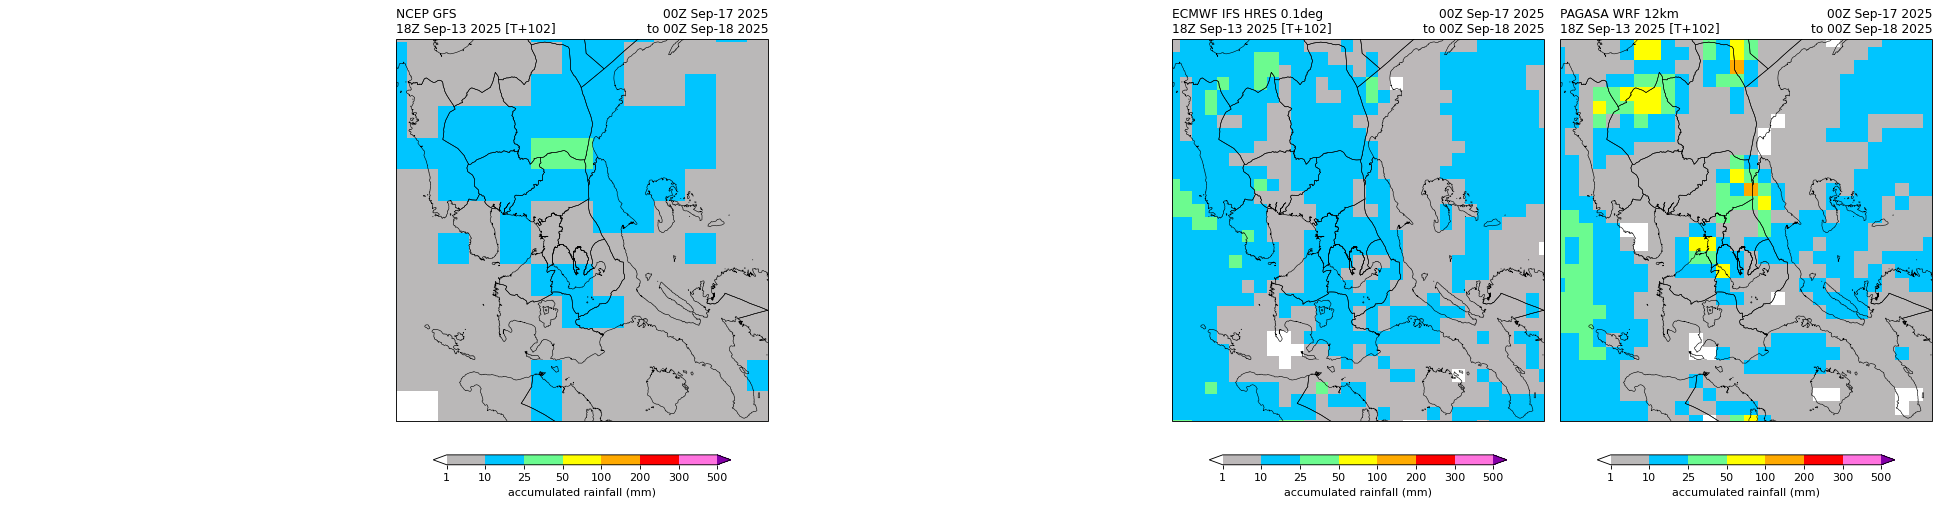 NCEP GFS 00Z Sep-17 2025
18Z Sep-13 2025 [T+102] to 00Z Sep-18 2025
1 10 25 50 100 200 300 500
accumulated rainfall (mm)
ECMWF IFS HRES 0.1deg 00Z Sep-17 2025
18Z Sep-13 2025 [T+102] to 00Z Sep-18 2025
1 10 25 50 100 200 300 500
accumulated rainfall (mm)
PAGASA WRF 12km 00Z Sep-17 2025
18Z Sep-13 2025 [T+102] to 00Z Sep-18 2025
1 10 25 50 100 200 300 500
accumulated rainfall (mm)